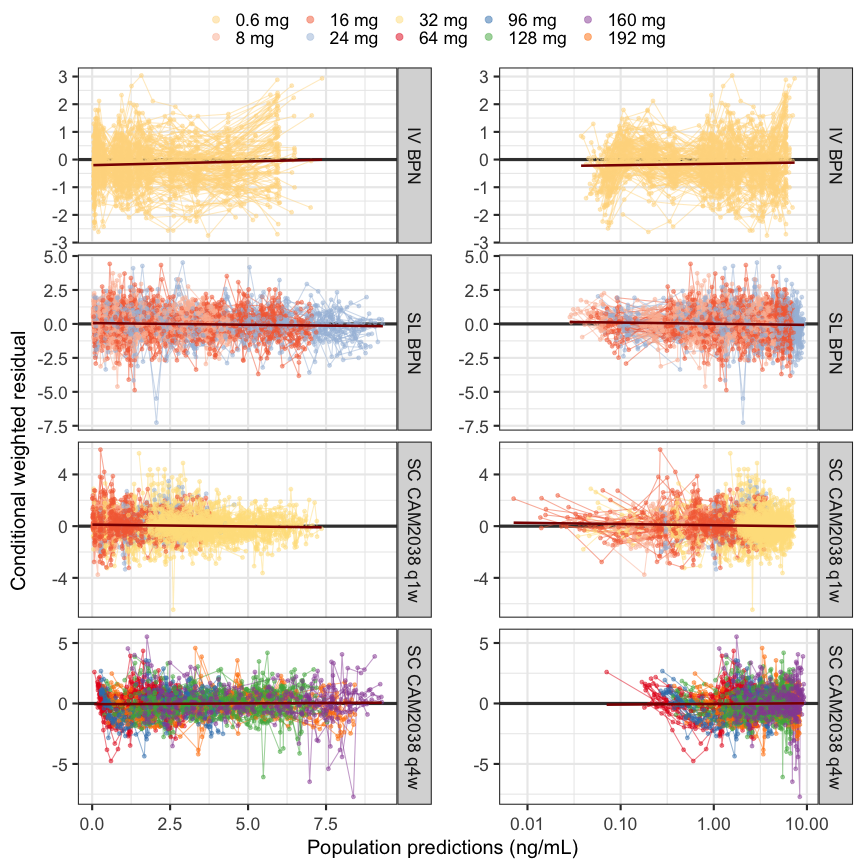 0.6 mg 16 mg 32 mg 96 mg 160 mg
8 mg 24 mg 64 mg 128 mg 192 mg
Conditional weighted residual
3
2
1
0
-1
-2
-3
IV BPN
3
2
1
0
-1
-2
-3
IV BPN
5.0
2.5
0.0
-2.5
-5.0
-7.5
SL BPN
5.0
2.5
0.0
-2.5
-5.0
-7.5
SL BPN
4
0
-4
SC CAM2038 q1w
4
0
-4
SC CAM2038 q1w
5
0
-5
SC CAM2038 q4w
5
0
-5
SC CAM2038 q4w
0.0 2.5 5.0 7.5
0.01 0.10 1.00 10.00
Population predictions (ng/mL)